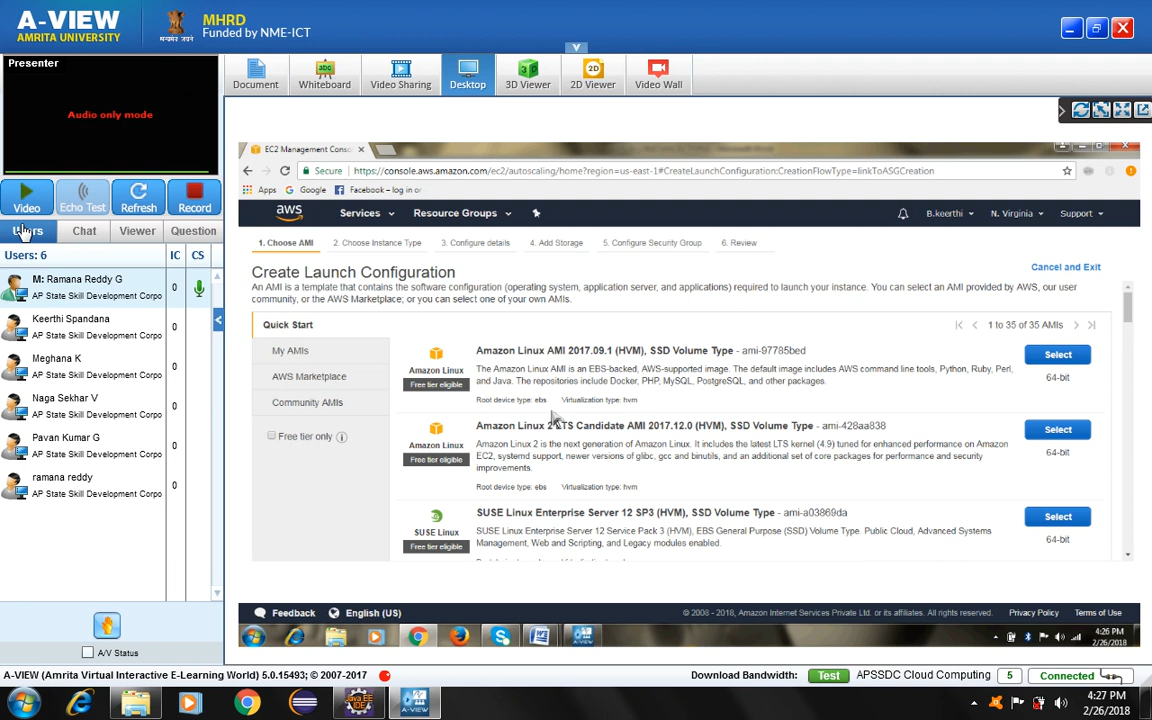 A-VIEW
AMRITA UNIVERSITY
MHRD
Funded by NME-ICT
Presenter
Audio only mode
Document
Whiteboard
Video Sharing
Desktop
3D Viewer
2D Viewer
Video Wall
Video
Echo Test
Refresh
Record
Users
Chat
Viewer
Question
Users: 6
IC
CS
M: Ramana Reddy G
AP State Skill Development Corpo
0
Keerthi Spandana
AP State Skill Development Corpo
0
Meghana K
AP State Skill Development Corpo
0
Naga Sekhar V
AP State Skill Development Corpo
0
Pavan Kumar G
AP State Skill Development Corpo
0
ramana reddy
AP State Skill Development Corpo
0
A/V Status
EC2 Management Conso
Secure
https://console.aws.amazon.com/ec2/autoscaling/home?region=us-east-1#CreateLaunchConfiguration:CreationFlowType=linkToASGCreation
Apps
Google
Facebook – log in or
aws
Services
Resource Groups
B.keerthi
N. Virginia
Support
1. Choose AMI
2. Choose Instance Type
3. Configure details
4. Add Storage
5. Configure Security Group
6. Review
Create Launch Configuration
Cancel and Exit
An AMI is a template that contains the software configuration (operating system, application server, and applications) required to launch your instance. You can select an AMI provided by AWS, our user
community, or the AWS Marketplace; or you can select one of your own AMIs.
Quick Start
1 to 35 of 35 AMIs
My AMIs
AWS Marketplace
Community AMIs
Free tier only
Amazon Linux
Free tier eligible
Amazon Linux AMI 2017.09.1 (HVM), SSD Volume Type - ami-97785bed
The Amazon Linux AMI is an EBS-backed, AWS-supported image. The default image includes AWS command line tools, Python, Ruby, Perl,
and Java. The repositories include Docker, PHP, MySQL, PostgreSQL, and other packages.
Root device type: ebs
Virtualization type: hvm
Select
64-bit
Amazon Linux
Free tier eligible
Amazon Linux 2 LTS Candidate AMI 2017.12.0 (HVM), SSD Volume Type - ami-428aa838
Amazon Linux 2 is the next generation of Amazon Linux. It includes the latest LTS kernel (4.9) tuned for enhanced performance on Amazon
EC2, systemd support, newer versions of glibc, gcc and binutils, and an additional set of core packages for performance and security
improvements.
Root device type: ebs
Virtualization type: hvm
Select
64-bit
SUSE Linux
Free tier eligible
SUSE Linux Enterprise Server 12 SP3 (HVM), SSD Volume Type - ami-a03869da
SUSE Linux Enterprise Server 12 Service Pack 3 (HVM), EBS General Purpose (SSD) Volume Type. Public Cloud, Advanced Systems
Management, Web and Scripting, and Legacy modules enabled.
Select
64-bit
Feedback
English (US)
© 2008 - 2018, Amazon Internet Services Private Ltd. or its affiliates. All rights reserved.
Privacy Policy
Terms of Use
4:26 PM
2/26/2018
A-VIEW (Amrita Virtual Interactive E-Learning World) 5.0.15493; © 2007-2017
Download Bandwidth:
Test
APSSDC Cloud Computing
5
Connected
Java EE
IDE
A-VIEW
4:27 PM
2/26/2018